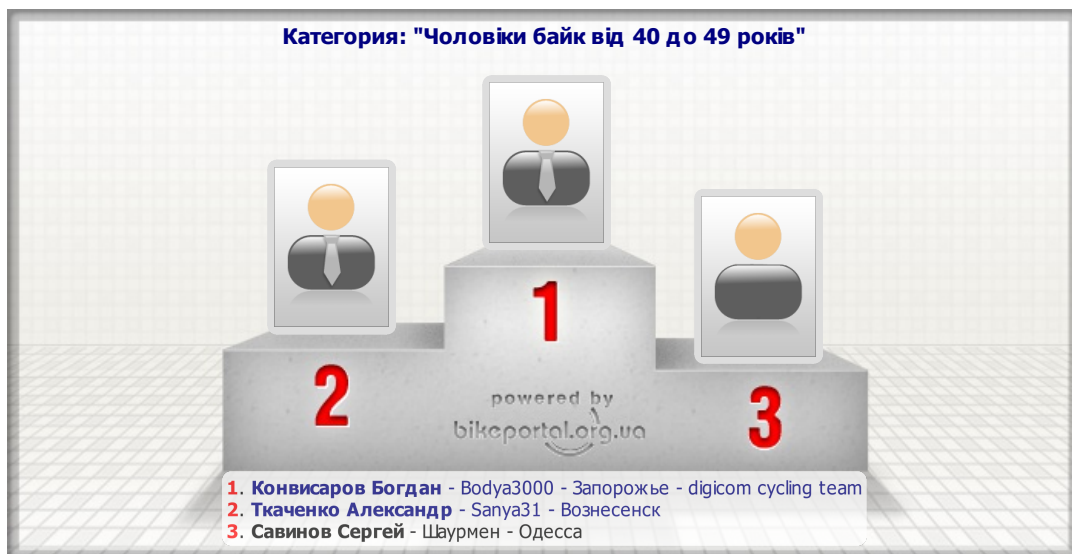 Категория: "Чоловіки байк від 40 до 49 років"
1
2
3
powered by
bikeportal.org.ua
1. Конвисаров Богдан - Bodya3000 - Запорожье - digicom cycling team
2. Ткаченко Александр - Sanya31 - Вознесенск
3. Савинов Сергей - Шаурмен - Одесса